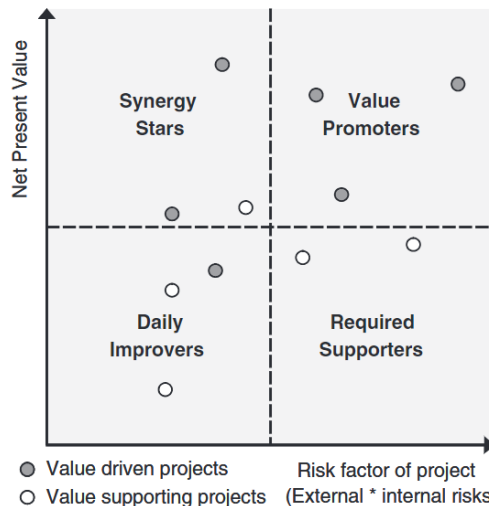 Net Present Value
Synergy
Stars
Value
Promoters
Daily
Improvers
Required
Supporters
Value driven projects
Value supporting projects
Risk factor of project
(External * internal risks